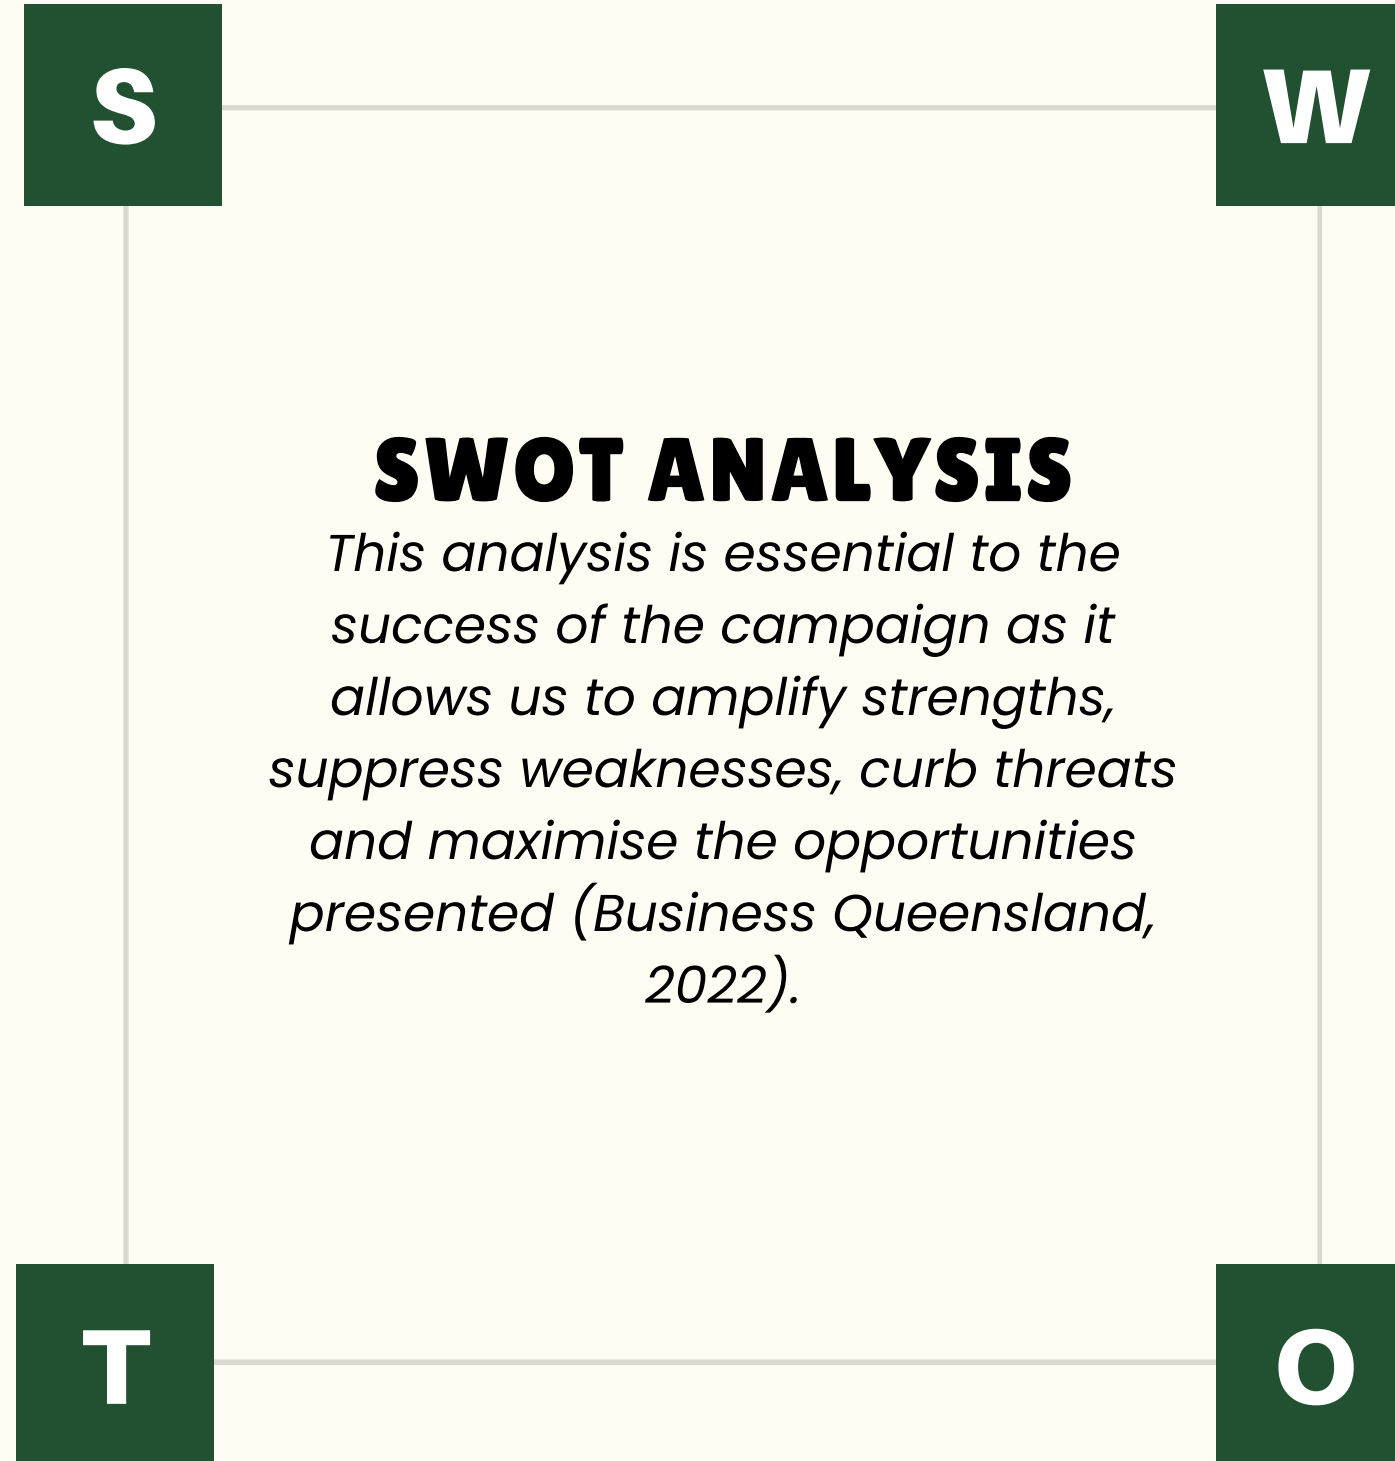 S
W
SWOT ANALYSIS
This analysis is essential to the
success of the campaign as it
allows us to amplify strengths,
suppress weaknesses, curb threats
and maximise the opportunities
presented (Business Queensland,
2022).
T
O